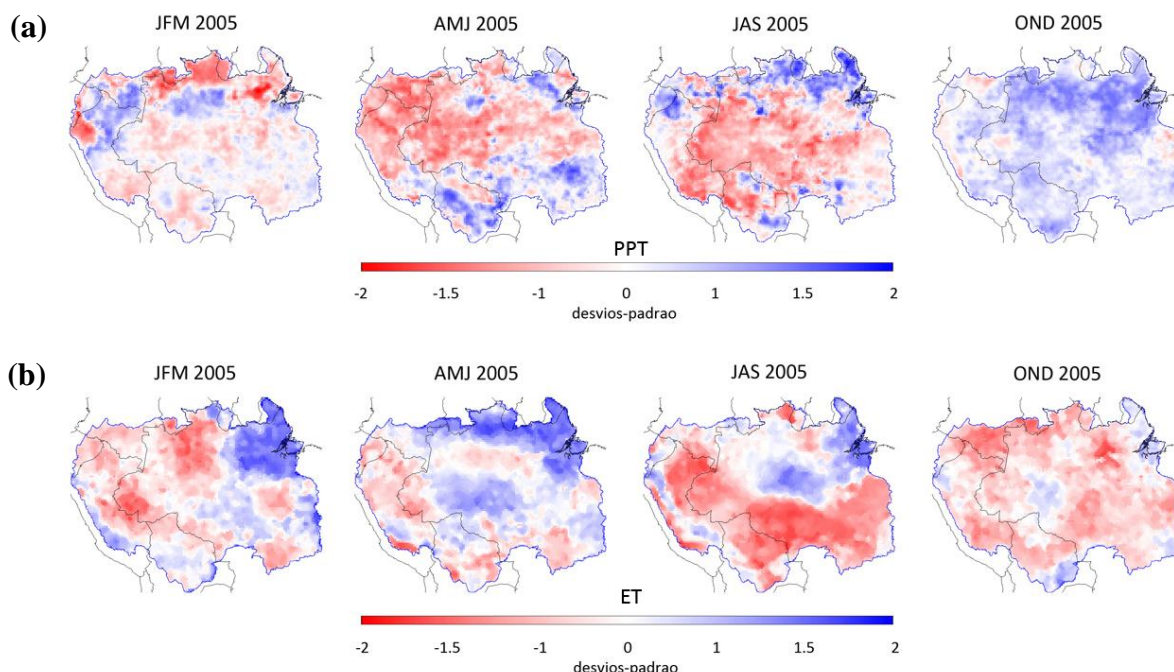 (a)
JFM 2005
AMJ 2005
JAS 2005
OND 2005
PPT
-2 -1.5 -1 0 1 1.5 2
desvios-padrao
(b)
JFM 2005
AMJ 2005
JAS 2005
OND 2005
ET
-2 -1.5 -1 0 1 1.5 2
desvios-padrao